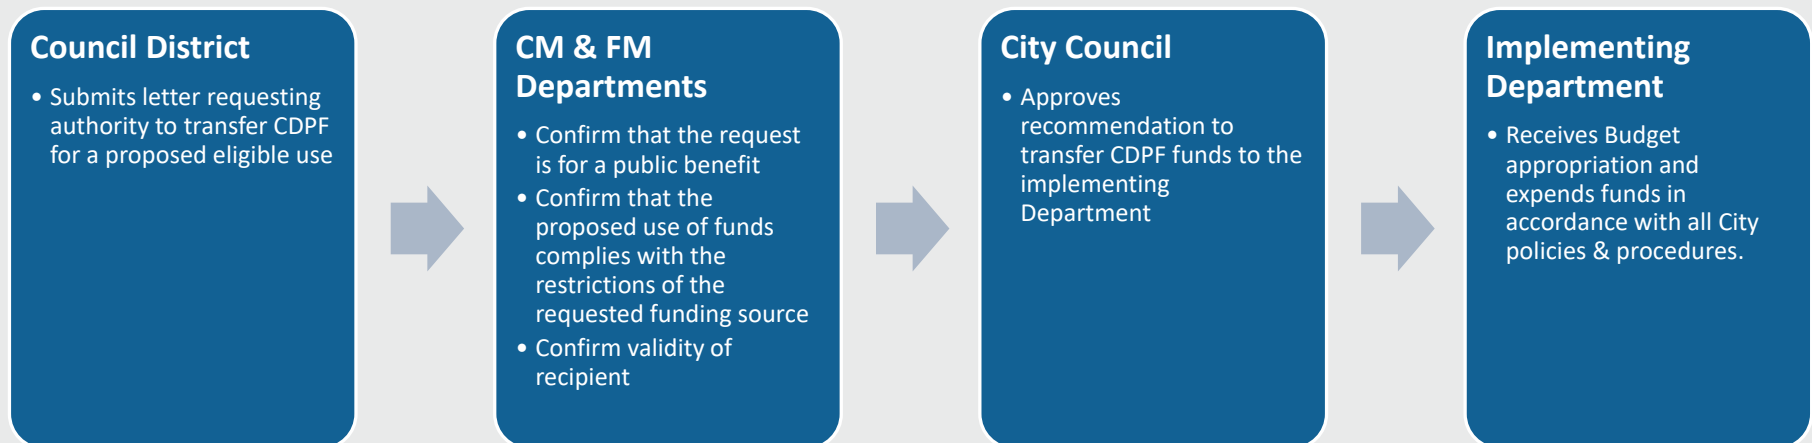 Council District
• Submits letter requesting
authority to transfer CDPF
for a proposed eligible use
CM & FM
Departments
• Confirm that the request
is for a public benefit
• Confirm that the
proposed use of funds
complies with the
restrictions of the
requested funding source
• Confirm validity of
recipient
City Council
• Approves
recommendation to
transfer CDPF funds to the
implementing
Department
Implementing
Department
• Receives Budget
appropriation and
expends funds in
accordance with all City
policies & procedures.